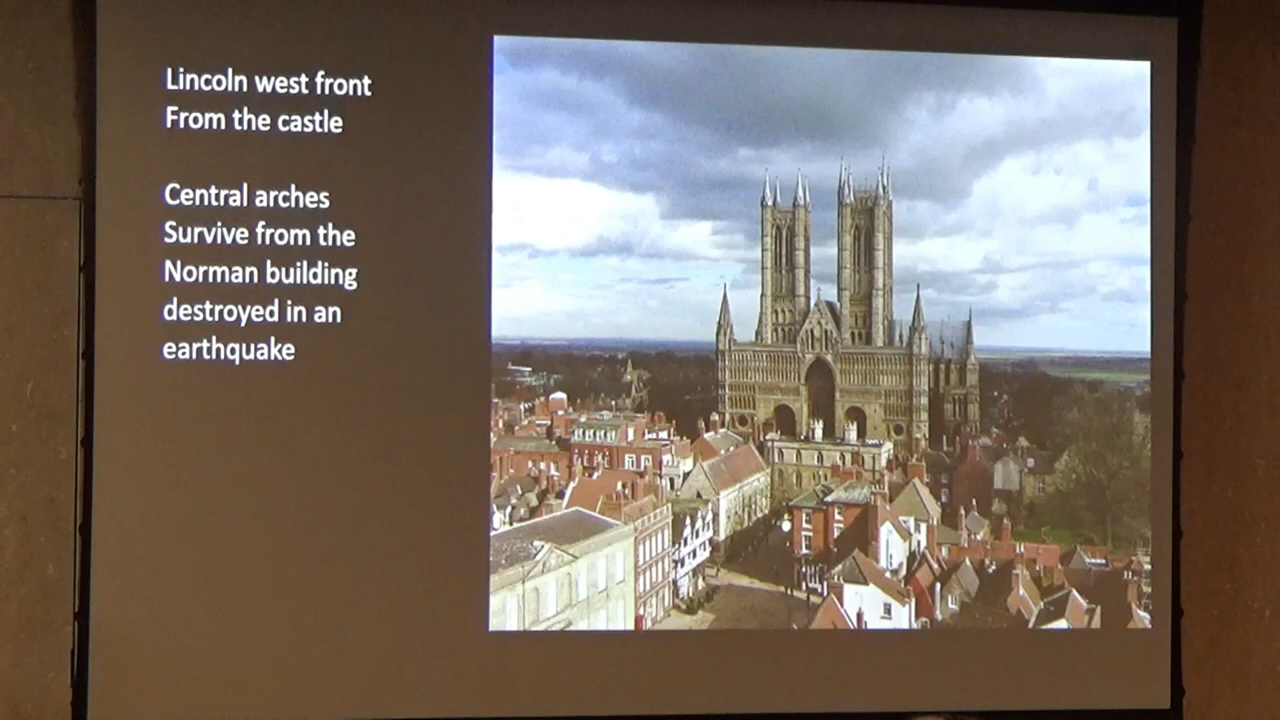 Lincoln west front
From the castle
Central arches
Survive from the
Norman building
destroyed in an
earthquake